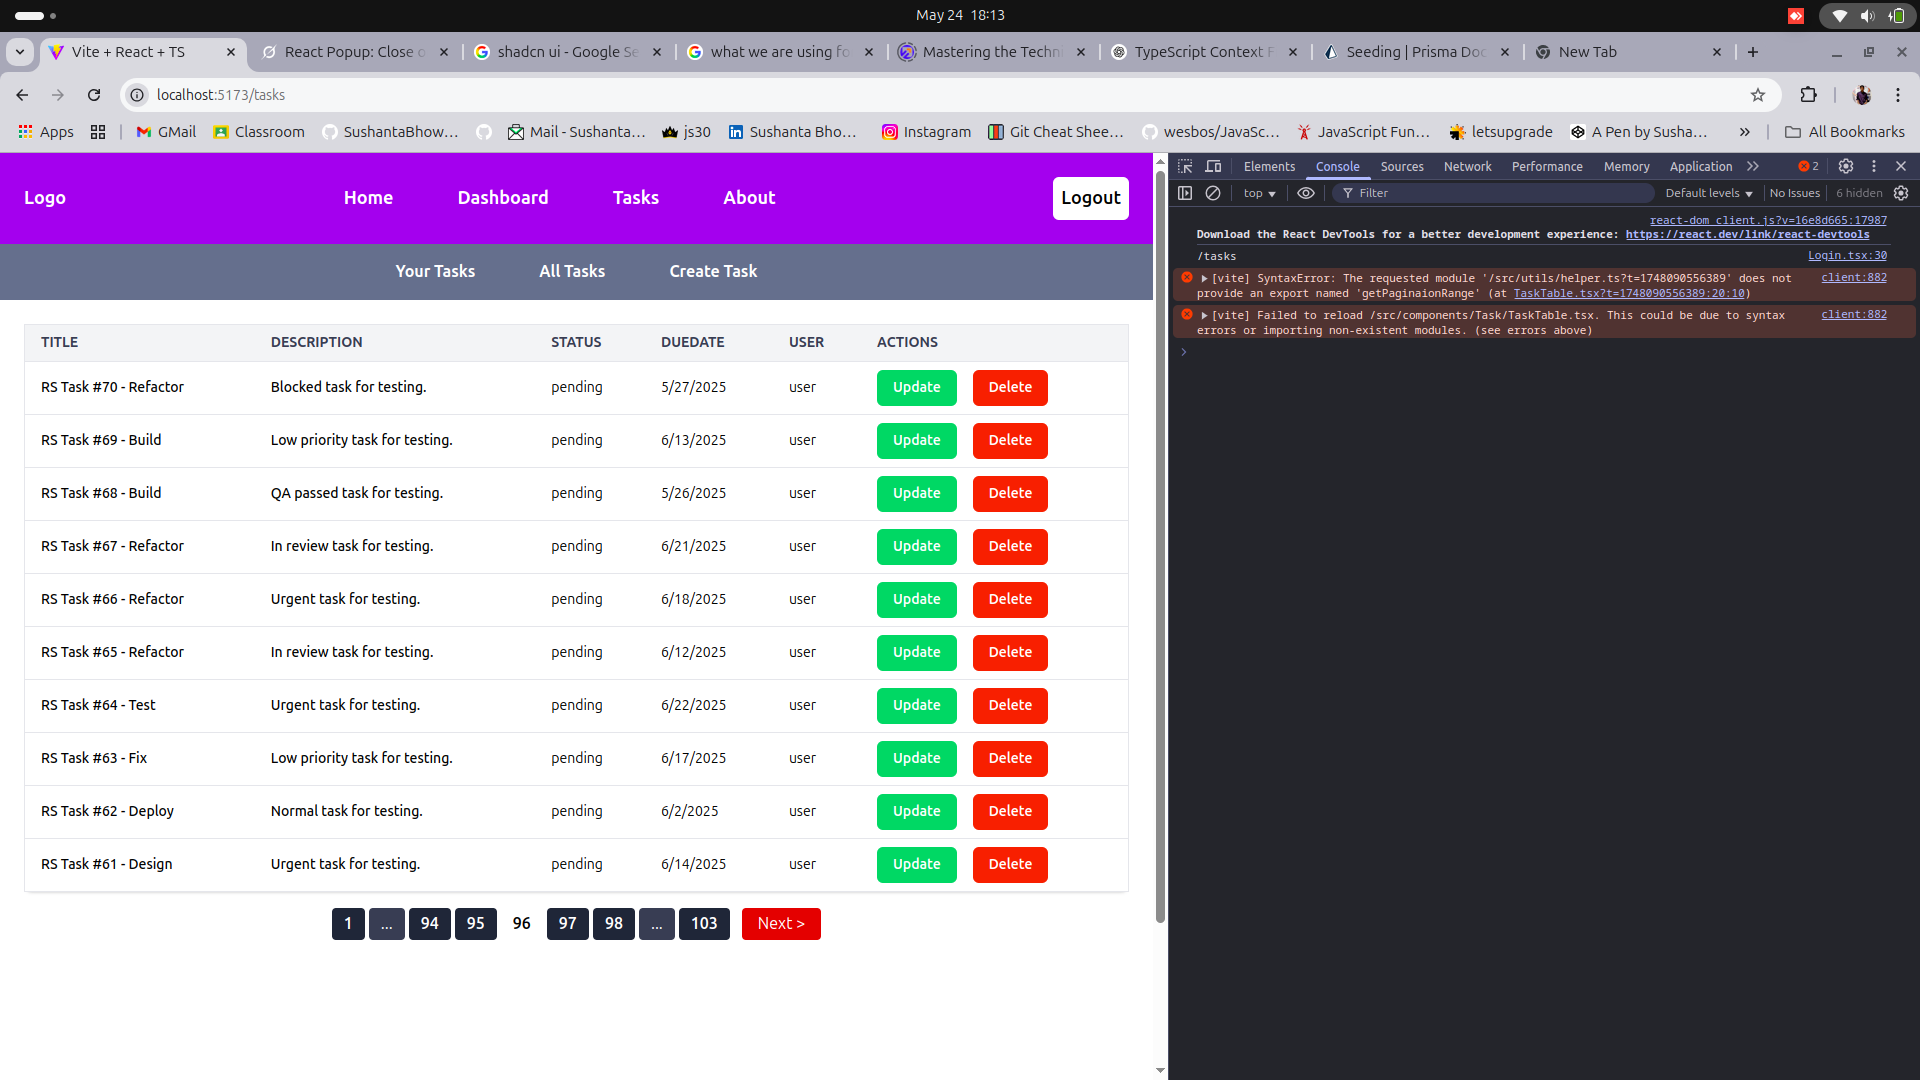 May 24 18:13
Vite + React + TS
React Popup: Close o
shadcn ui - Google Se
what we are using fo
Mastering the Techni
TypeScript Context F
Seeding | Prisma Doc
New Tab
localhost:5173/tasks
Apps
GMail
Classroom
SushantaBhow...
Mail - Sushanta...
js30
Sushanta Bho...
Instagram
Git Cheat Shee...
wesbos/JavaSc...
JavaScript Fun...
letsupgrade
A Pen by Susha...
All Bookmarks
Logo
Home
Dashboard
Tasks
About
Logout
Your Tasks
All Tasks
Create Task
TITLE DESCRIPTION STATUS DUEDATE USER ACTIONS
RS Task #70 - Refactor Blocked task for testing. pending 5/27/2025 user Update Delete
RS Task #69 - Build Low priority task for testing. pending 6/13/2025 user Update Delete
RS Task #68 - Build QA passed task for testing. pending 5/26/2025 user Update Delete
RS Task #67 - Refactor In review task for testing. pending 6/21/2025 user Update Delete
RS Task #66 - Refactor Urgent task for testing. pending 6/18/2025 user Update Delete
RS Task #65 - Refactor In review task for testing. pending 6/12/2025 user Update Delete
RS Task #64 - Test Urgent task for testing. pending 6/22/2025 user Update Delete
RS Task #63 - Fix Low priority task for testing. pending 6/17/2025 user Update Delete
RS Task #62 - Deploy Normal task for testing. pending 6/2/2025 user Update Delete
RS Task #61 - Design Urgent task for testing. pending 6/14/2025 user Update Delete
1 ... 94 95 96 97 98 ... 103 Next >
Elements Console Sources Network Performance Memory Application 2
top Filter Default levels No Issues 6 hidden
react-dom_client.js?v=16e8d665:17987
Download the React DevTools for a better development experience: https://react.dev/link/react-devtools
/tasks Login.tsx:30
[vite] SyntaxError: The requested module '/src/utils/helper.ts?t=1748090556389' does not client:882
provide an export named 'getPaginaionRange' (at TaskTable.tsx?t=1748090556389:20:10)
[vite] Failed to reload /src/components/Task/TaskTable.tsx. This could be due to syntax client:882
errors or importing non-existent modules. (see errors above)